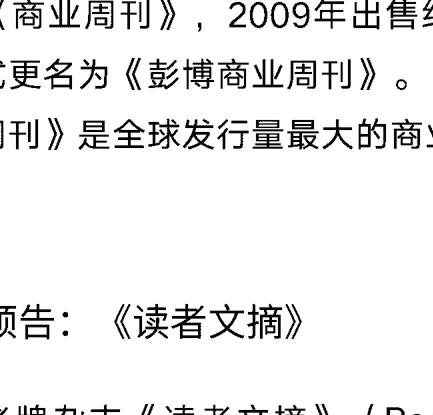 《商业周刊》，2009年出售
式更名为《彭博商业周刊》。
周刊》是全球发行量最大的商业
预告：《读者文摘》
老牌杂志《读者文摘》（Re